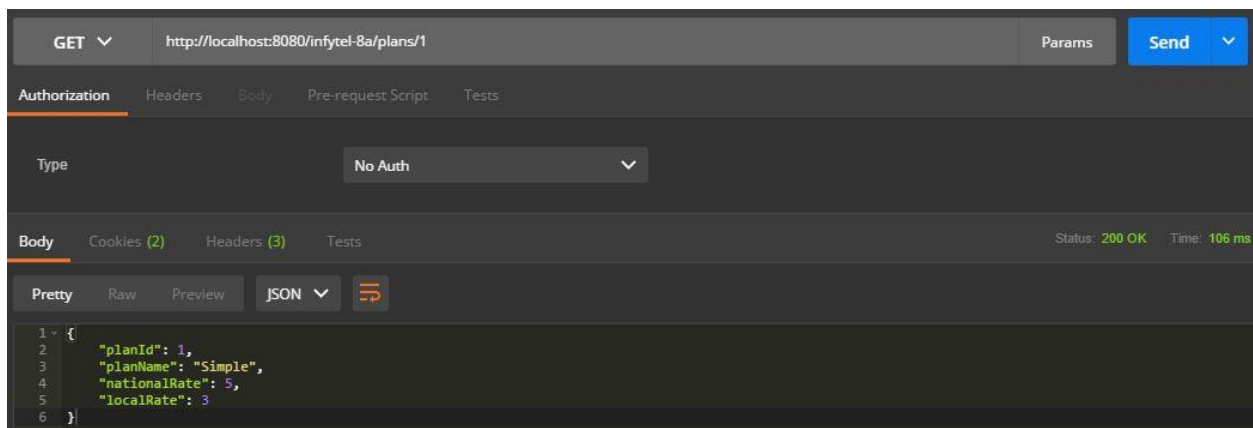 GET http://localhost:8080/infytel-8a/plans/1 Params Send
Authorization Headers Body Pre-request Script Tests
Type No Auth
Body Cookies (2) Headers (3) Tests Status: 200 OK Time: 106 ms
Pretty Raw Preview JSON
1 {
2 "planId": 1,
3 "planName": "Simple",
4 "nationalRate": 5,
5 "localRate": 3
6 }